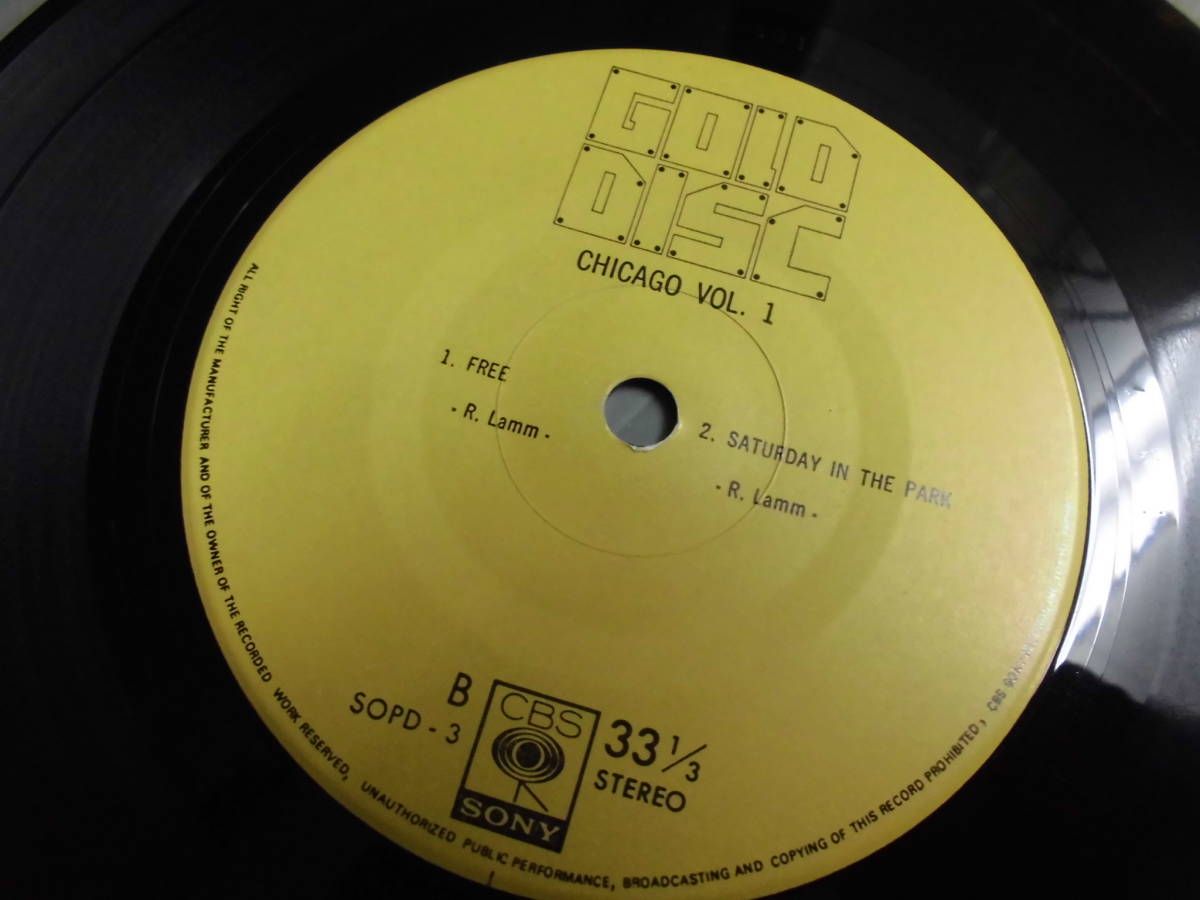 GOLD
DISC
CHICAGO VOL. 1
1. FREE
- R. Lamm -
2. SATURDAY IN THE PARK
- R. Lamm -
B
SOPD - 3
CBS
SONY
33 1/3
STEREO
ALL RIGHT OF THE MANUFACTURER AND OF THE OWNER OF THE RECORDED WORK RESERVED, UNAUTHORIZED PUBLIC PERFORMANCE, BROADCASTING AND COPYING OF THIS RECORD PROHIBITED, CBS